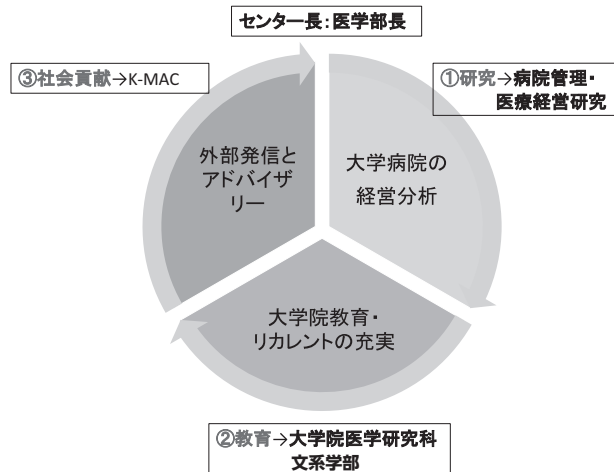 センター長:医学部長
③社会貢献→K-MAC
①研究→病院管理・
医療経営研究
外部発信と
アドバイザ
リー
大学病院の
経営分析
大学院教育・
リカレントの充実
②教育→大学院医学研究科
文系学部